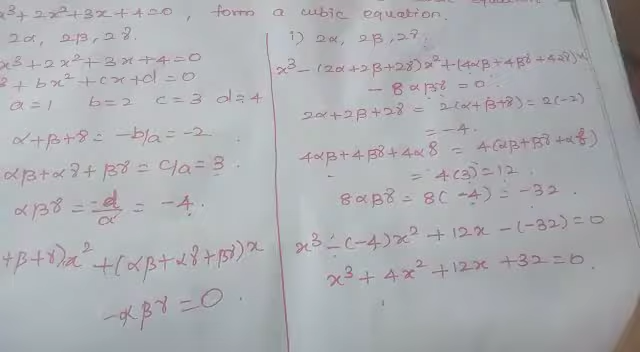 x³+2x²+3x+4=0, form a cubic equation.
2α, 2β, 2γ.
x³+2x²+3x+4=0
³+bx²+cx+d=0
a=1 b=2 c=3 d=4
α+β+γ = -b/a = -2
αβ+αγ+βγ = c/a = 3
αβγ = -d/a = -4.
+β+γ)x²+(αβ+αγ+βγ)x
-αβγ = 0.
i) 2α, 2β, 2γ.
x³-(2α+2β+2γ)x²+(4αβ+4βγ+4αγ)x
-8αβγ=0.
2α+2β+2γ = 2(α+β+γ) = 2(-2)
= -4.
4αβ+4βγ+4αγ = 4(αβ+βγ+αγ)
= 4(3) = 12.
8αβγ = 8(-4) = -32.
x³-(-4)x²+12x-(-32)=0
x³+4x²+12x+32=0.